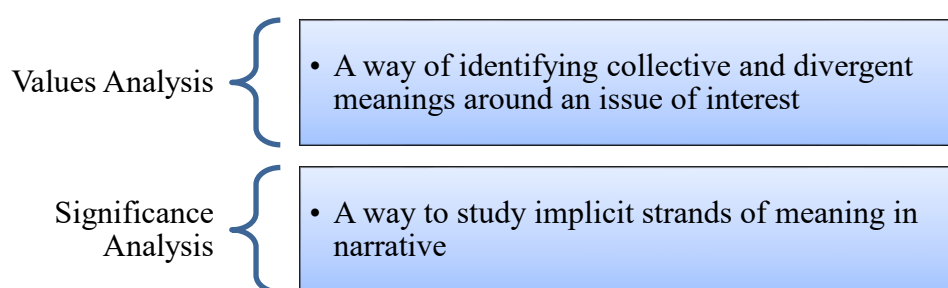 Values Analysis
• A way of identifying collective and divergent
meanings around an issue of interest
Significance
Analysis
• A way to study implicit strands of meaning in
narrative